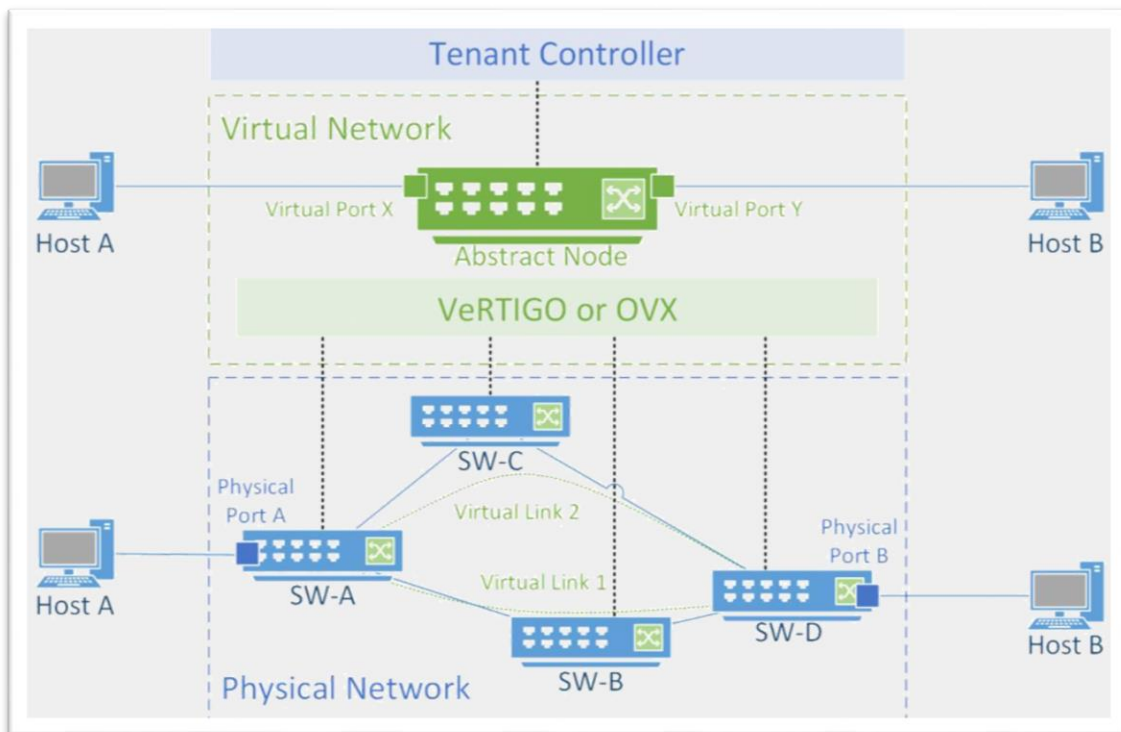 Tenant Controller
Virtual Network
Virtual Port X
Virtual Port Y
Host A
Host B
Abstract Node
VeRTIGO or OVX
SW-C
Physical
Port A
Virtual Link 2
Physical
Port B
Virtual Link 1
Host A
SW-A
SW-D
Host B
SW-B
Physical Network